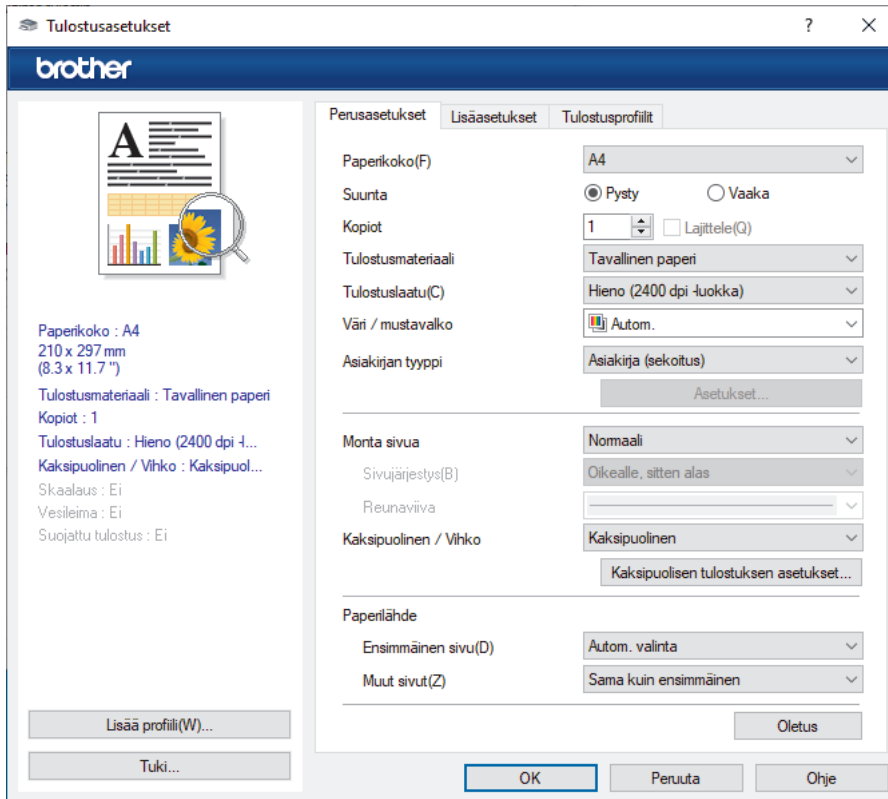 Tulostusasetukset
brother
A
Paperikoko : A4
210 x 297 mm
(8.3 x 11.7 ")
Tulostusmateriaali : Tavallinen paperi
Kopiot : 1
Tulostuslaatu : Hieno (2400 dpi -l...
Kaksipuolinen / Vihko : Kaksipuol...
Skaalaus : Ei
Vesileima : Ei
Suojattu tulostus : Ei
Lisää profiili(W)...
Tuki...
Perusasetukset Lisäasetukset Tulostusprofiilit
Paperikoko(F) A4
Suunta Pysty Vaaka
Kopiot 1 Lajittele(Q)
Tulostusmateriaali Tavallinen paperi
Tulostuslaatu(C) Hieno (2400 dpi -luokka)
Väri / mustavalko Autom.
Asiakirjan tyyppi Asiakirja (sekoitus)
Asetukset...
Monta sivua Normaali
Sivujärjestys(B) Oikealle, sitten alas
Reunaviiva
Kaksipuolinen / Vihko Kaksipuolinen
Kaksipuolisen tulostuksen asetukset...
Paperilähde
Ensimmäinen sivu(D) Autom. valinta
Muut sivut(Z) Sama kuin ensimmäinen
Oletus
OK Peruuta Ohje